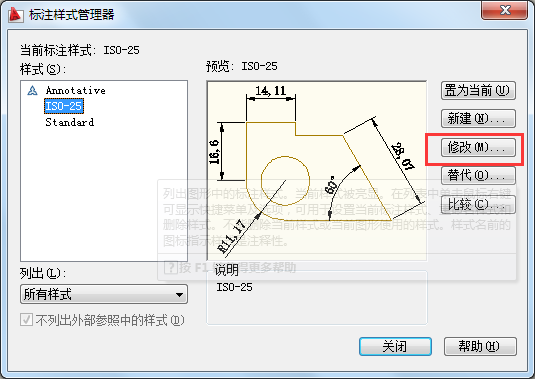 标注样式管理器
当前标注样式: ISO-25
样式(S):
Annotative
ISO-25
Standard
预览: ISO-25
14,11
16,6
28,07
60°
R11,17
置为当前(U)
新建(N)...
修改(M)...
替代(O)...
比较(C)...
列出图形中的标注样式。当前样式被亮显。在列表中单击鼠标右键
可显示快捷菜单及选项，可用于设置当前标注样式、
删除样式。不能删除当前样式或当前图形使用的样式。样式名前的
图标指示样式是注释性。
按 F1 键获得更多帮助
列出(L):
所有样式
不列出外部参照中的样式(D)
说明
ISO-25
关闭
帮助(H)